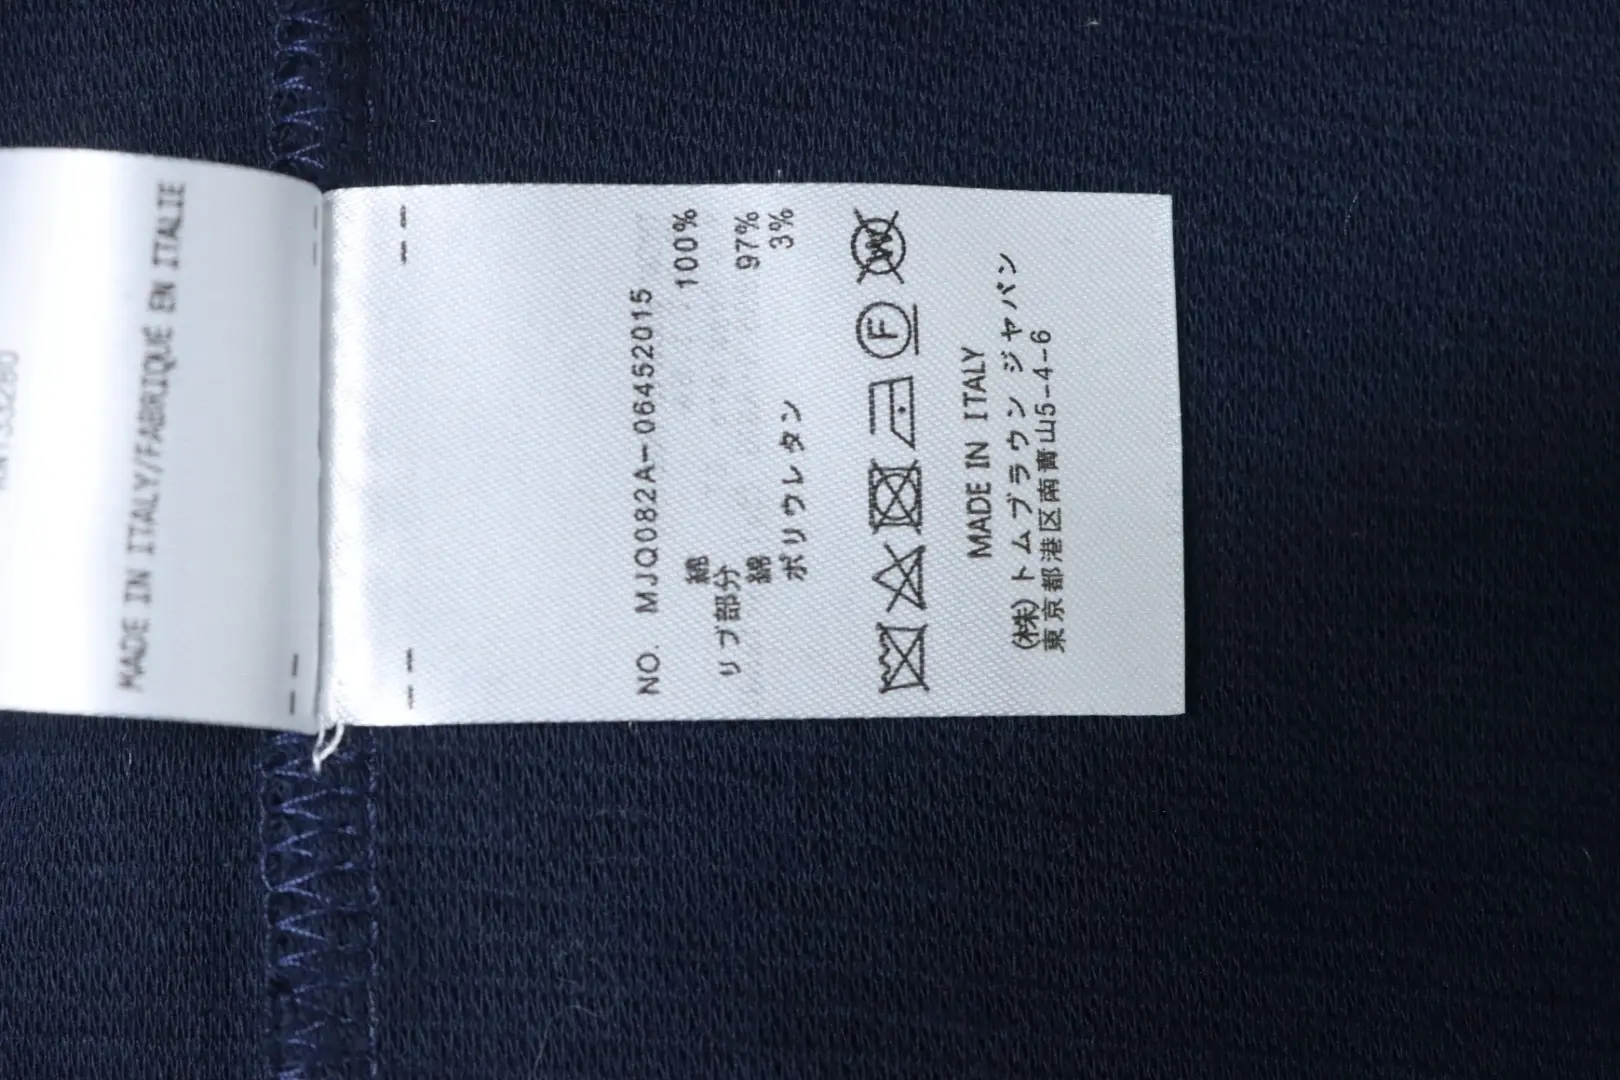 MADE IN ITALY/FABRIQUÉ EN ITALIE
NO. MJQ082A-06452015
綿 100%
リブ部分
綿 97%
ポリウレタン 3%
W
F
MADE IN ITALY
(株)トムブラウン ジャパン
東京都港区南青山5-4-6